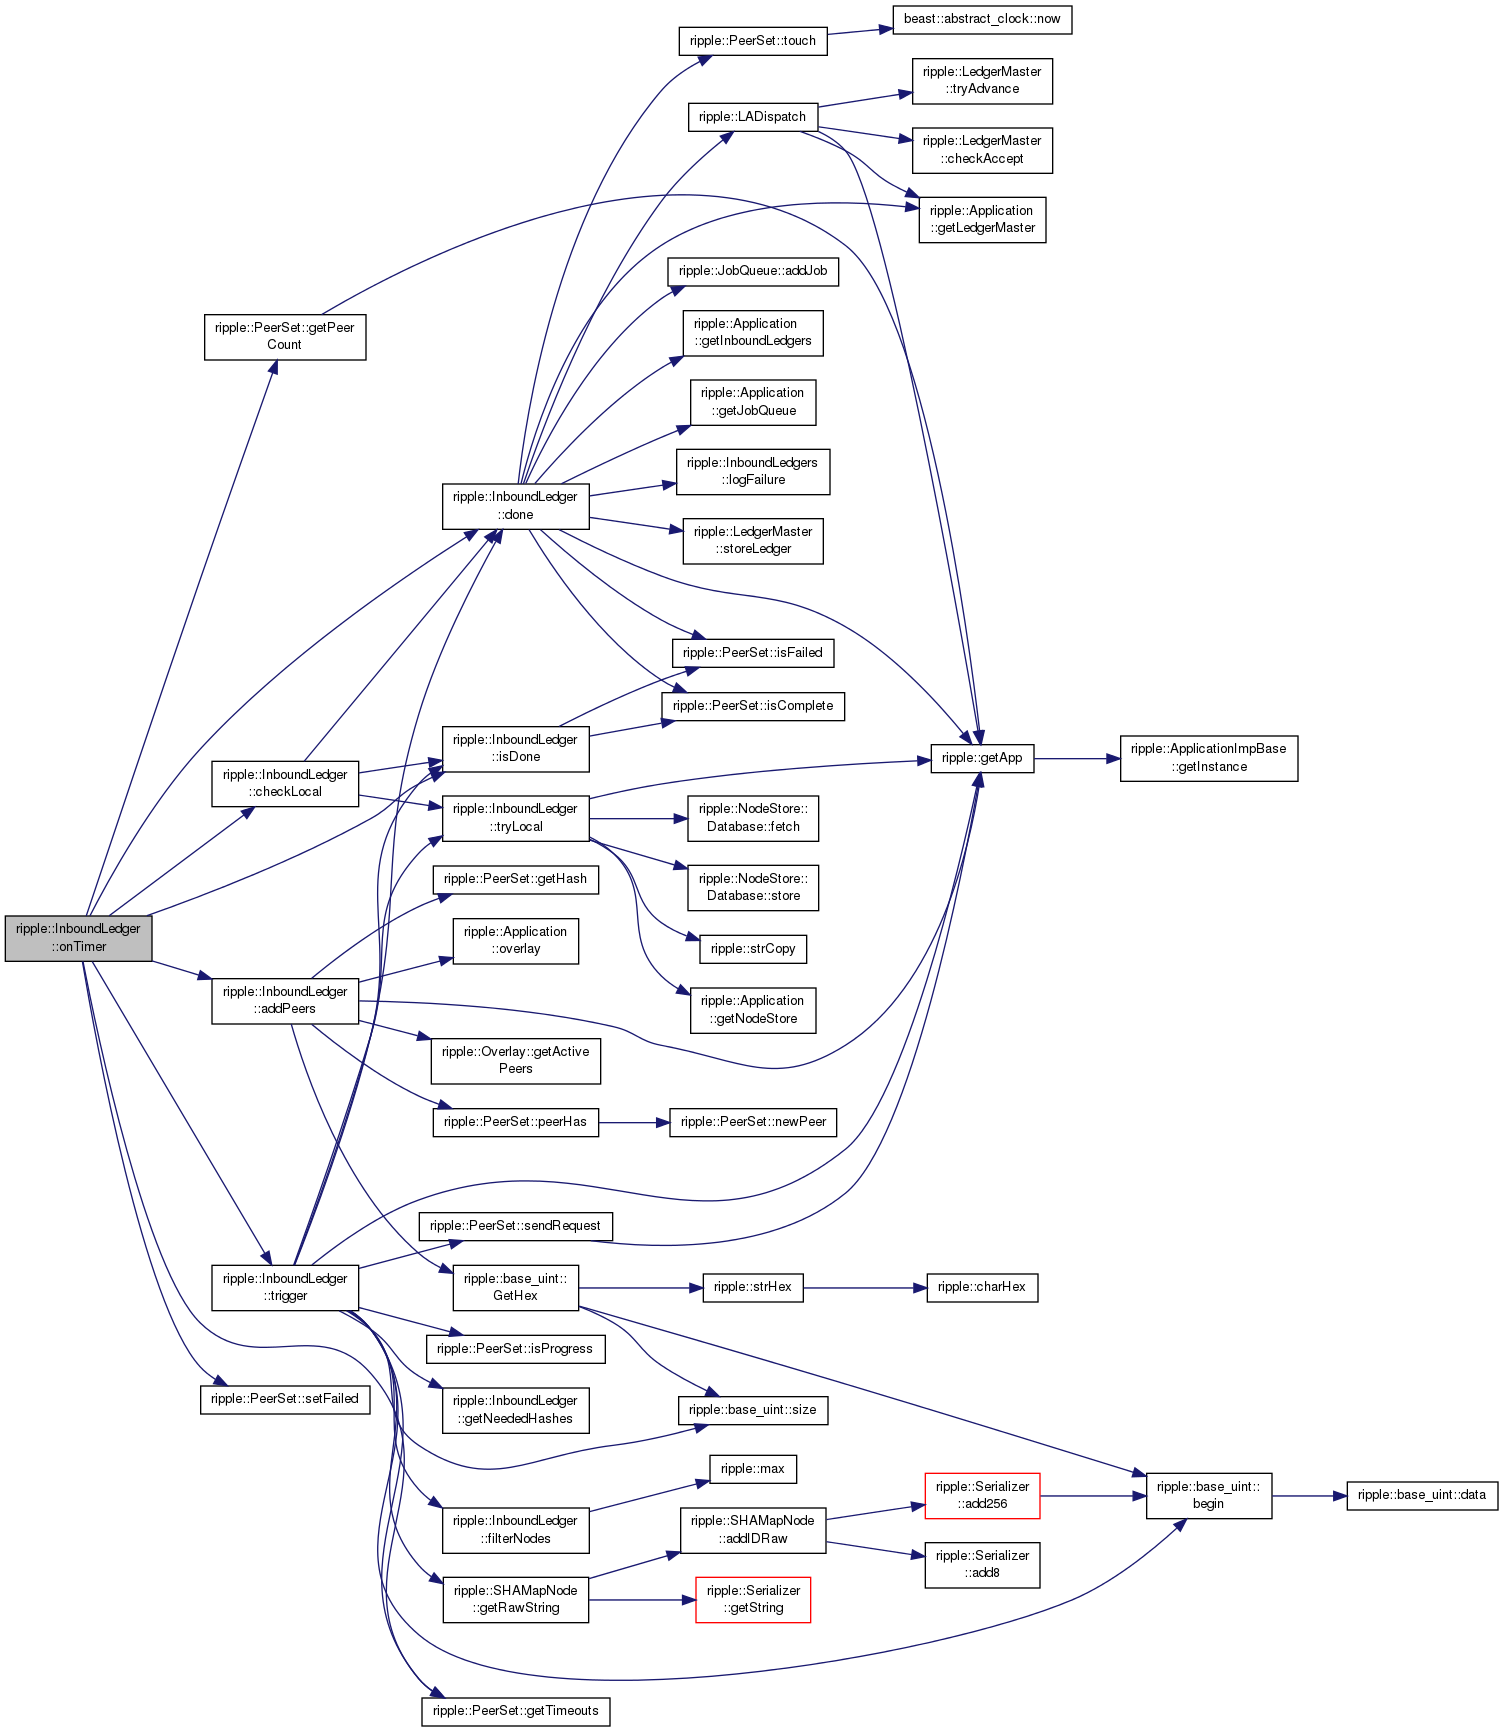 beast::abstract_clock::now
ripple::PeerSet::touch
ripple::LedgerMaster
::tryAdvance
ripple::LADispatch
ripple::LedgerMaster
::checkAccept
ripple::Application
::getLedgerMaster
ripple::JobQueue::addJob
ripple::PeerSet::getPeer
Count
ripple::Application
::getInboundLedgers
ripple::Application
::getJobQueue
ripple::InboundLedgers
::logFailure
ripple::InboundLedger
::done
ripple::LedgerMaster
::storeLedger
ripple::PeerSet::isFailed
ripple::PeerSet::isComplete
ripple::InboundLedger
::isDone
ripple::getApp
ripple::ApplicationImpBase
::getInstance
ripple::InboundLedger
::checkLocal
ripple::InboundLedger
::tryLocal
ripple::NodeStore::
Database::fetch
ripple::PeerSet::getHash
ripple::NodeStore::
Database::store
ripple::InboundLedger
::onTimer
ripple::Application
::overlay
ripple::strCopy
ripple::InboundLedger
::addPeers
ripple::Application
::getNodeStore
ripple::Overlay::getActive
Peers
ripple::PeerSet::peerHas
ripple::PeerSet::newPeer
ripple::PeerSet::sendRequest
ripple::InboundLedger
::trigger
ripple::base_uint::
GetHex
ripple::strHex
ripple::charHex
ripple::PeerSet::isProgress
ripple::PeerSet::setFailed
ripple::InboundLedger
::getNeededHashes
ripple::base_uint::size
ripple::max
ripple::InboundLedger
::filterNodes
ripple::SHAMapNode
::addIDRaw
ripple::Serializer
::add256
ripple::base_uint::
begin
ripple::base_uint::data
ripple::Serializer
::add8
ripple::SHAMapNode
::getRawString
ripple::Serializer
::getString
ripple::PeerSet::getTimeouts